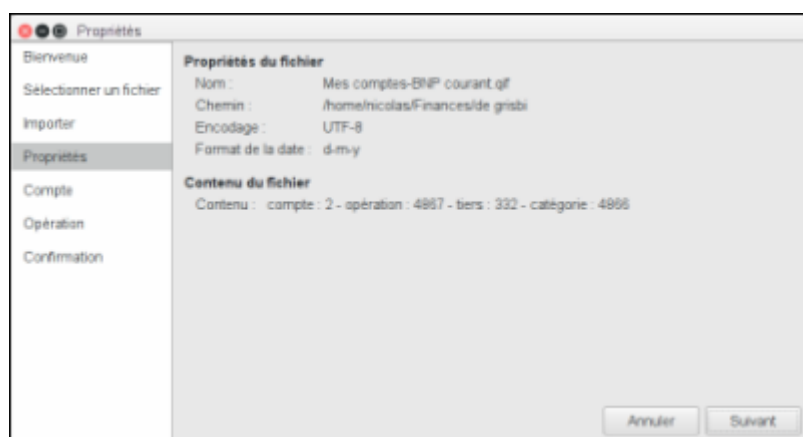 Propriétés
Bienvenue
Sélectionner un fichier
Importer
Propriétés
Compte
Opération
Confirmation
Propriétés du fichier
Nom : Mes comptes-BNP courant.qif
Chemin : /home/nicolas/Finances/de grisbi
Encodage : UTF-8
Format de la date : d-m-y
Contenu du fichier
Contenu : compte : 2 - opération : 4867 - tiers : 332 - catégorie : 4866
Annuler
Suivant